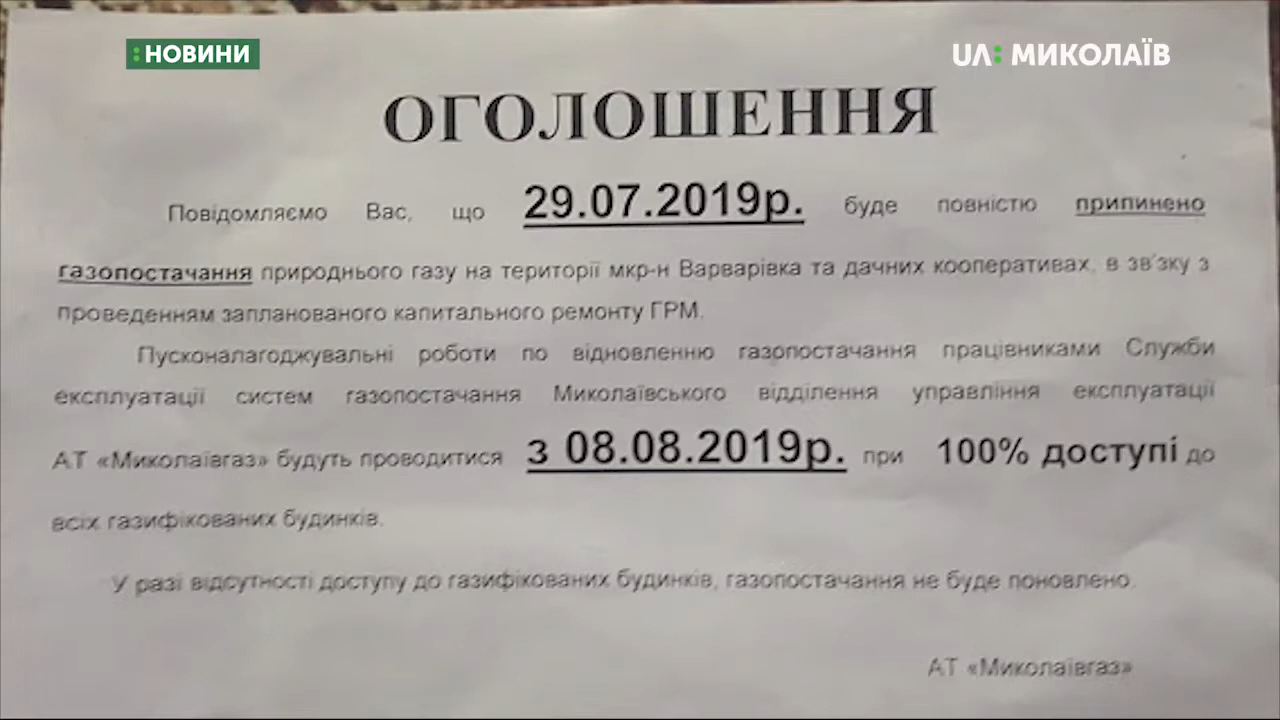 :НОВИНИ
UA: МИКОЛАЇВ
ОГОЛОШЕННЯ
Повідомляємо Вас, що 29.07.2019р. буде повністю припинено
газопостачання природнього газу на території мкр-н Варварівка та дачних кооперативах, в зв'зку з
проведенням запланованого капітального ремонту ГРМ.
Пусконалагоджувальні роботи по відновленню газопостачання працівниками Служби
експлуатації систем газопостачання Миколаївського відділення управління експлуатації
АТ «Миколаївгаз» будуть проводитися з 08.08.2019р. при 100% доступі до
всіх газифікованих будинків.
У разі відсутності доступу до газифікованих будинків, газопостачання не буде поновлено.
АТ «Миколаївгаз»